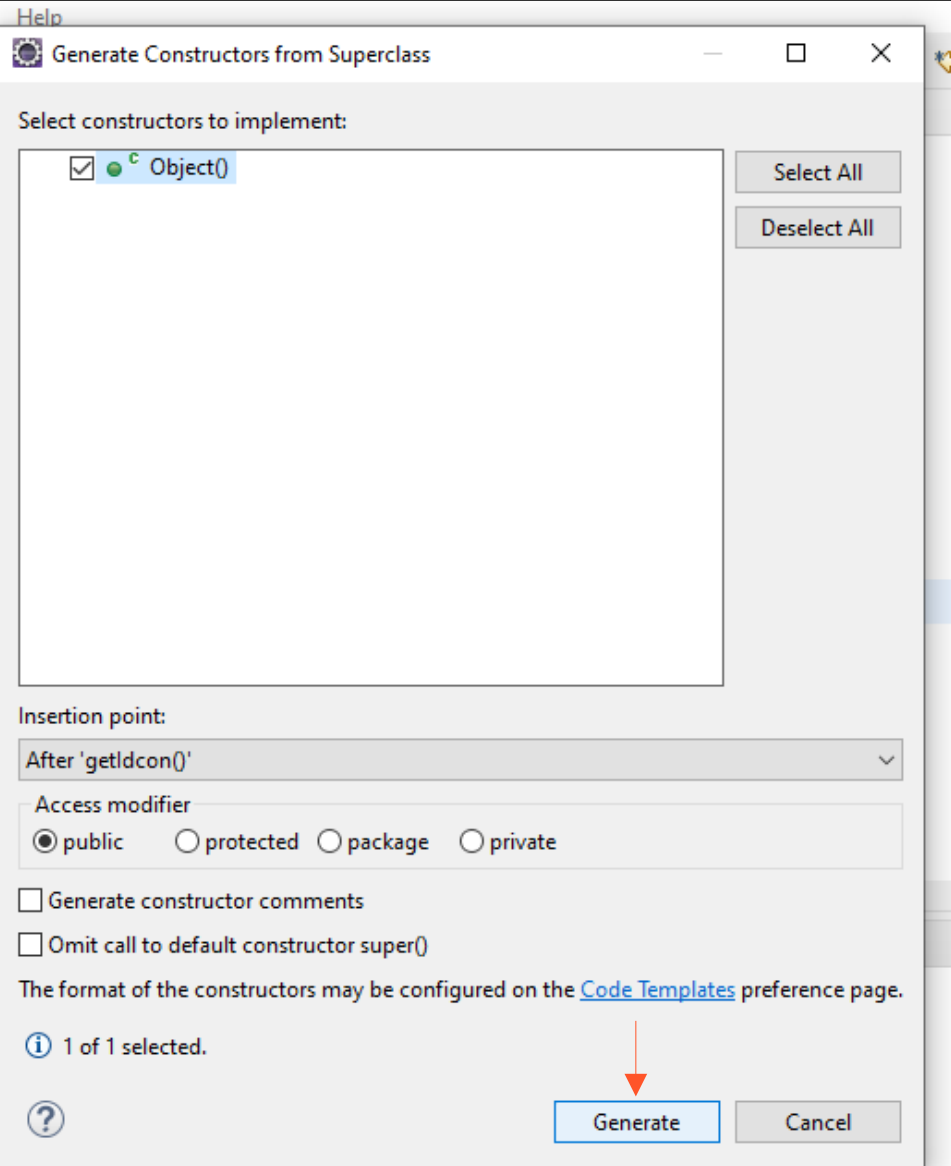 Help
Generate Constructors from Superclass
Select constructors to implement:
C Object()
Select All
Deselect All
Insertion point:
After 'getIdcon()'
Access modifier
public protected package private
Generate constructor comments
Omit call to default constructor super()
The format of the constructors may be configured on the Code Templates preference page.
i 1 of 1 selected.
? Generate Cancel